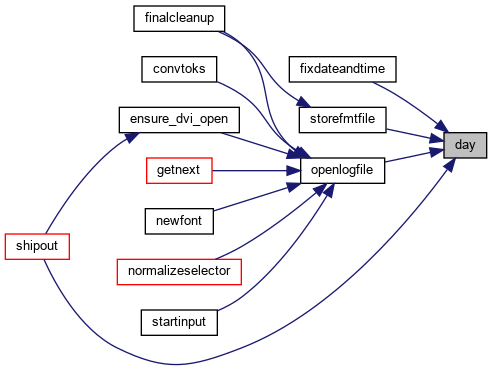 finalcleanup
convtoks
fixdateandtime
ensure_dvi_open
storefmtfile
day
getnext
openlogfile
newfont
shipout
normalizeselector
startinput